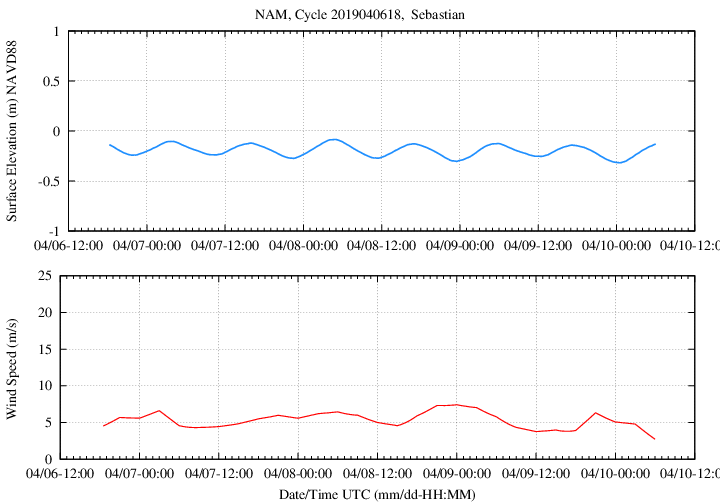 NAM, Cycle 2019040618,  Sebastian
Surface Elevation (m) NAVD88
1
0.5
0
-0.5
-1
04/06-12:00 04/07-00:00 04/07-12:00 04/08-00:00 04/08-12:00 04/09-00:00 04/09-12:00 04/10-00:00 04/10-12:0
Wind Speed (m/s)
25
20
15
10
5
0
04/06-12:00 04/07-00:00 04/07-12:00 04/08-00:00 04/08-12:00 04/09-00:00 04/09-12:00 04/10-00:00 04/10-12:0
Date/Time UTC (mm/dd-HH:MM)